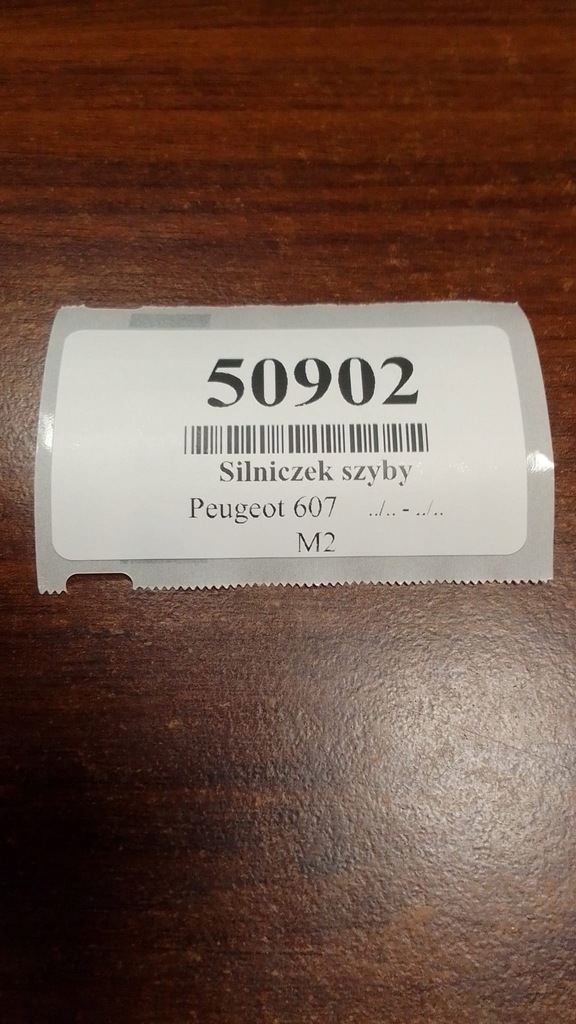 50902
Silniczek szyby
Peugeot 607 ../.. - ../..
M2